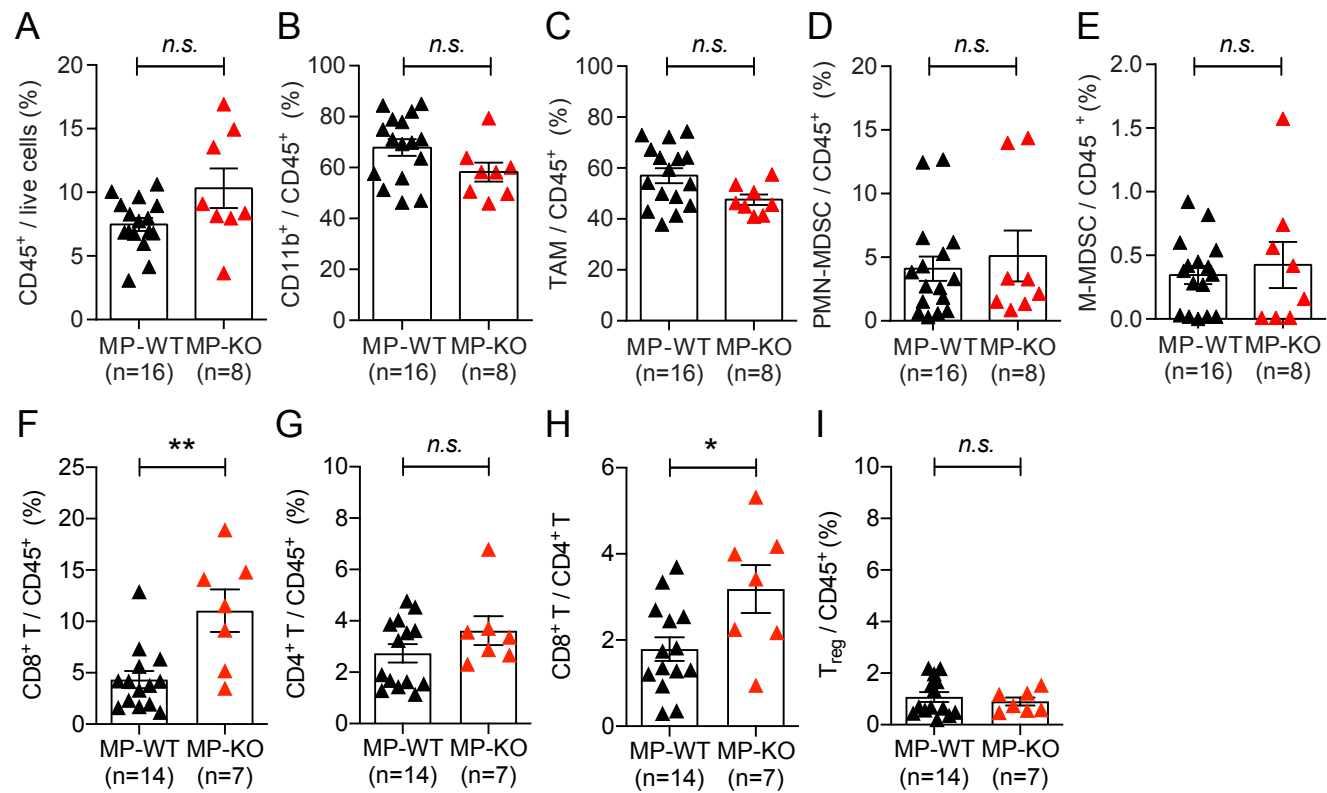 A
n.s.
CD45⁺ / live cells (%)
20
15
10
5
0
MP-WT MP-KO
(n=16) (n=8)
B
n.s.
CD11b⁺ / CD45⁺ (%)
100
80
60
40
20
0
MP-WT MP-KO
(n=16) (n=8)
C
n.s.
TAM / CD45⁺ (%)
100
80
60
40
20
0
MP-WT MP-KO
(n=16) (n=8)
D
n.s.
PMN-MDSC / CD45⁺ (%)
20
15
10
5
0
MP-WT MP-KO
(n=16) (n=8)
E
n.s.
M-MDSC / CD45⁺ (%)
2.0
1.5
1.0
0.5
0.0
MP-WT MP-KO
(n=16) (n=8)
F
**
CD8⁺ T / CD45⁺ (%)
25
20
15
10
5
0
MP-WT MP-KO
(n=14) (n=7)
G
n.s.
CD4⁺ T / CD45⁺ (%)
10
8
6
4
2
0
MP-WT MP-KO
(n=14) (n=7)
H
*
CD8⁺ T / CD4⁺ T
6
4
2
0
MP-WT MP-KO
(n=14) (n=7)
I
n.s.
Treg / CD45⁺ (%)
10
8
6
4
2
0
MP-WT MP-KO
(n=14) (n=7)